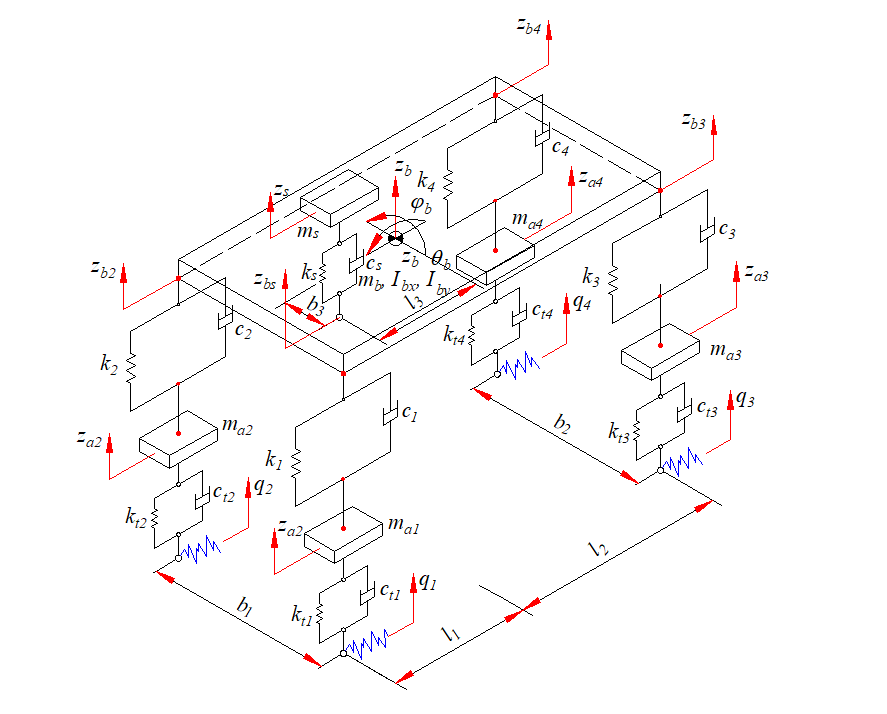 z_b4
z_b3
c_4
z_b
k_4
z_a4
z_s
φ_b
m_a4
m_s
c_3
z_b2
z_bs
k_s
c_s
z_b
θ_b
m_b, I_bx, I_by
k_3
z_a3
b_3
l_3
c_2
k_t4
c_t4
q_4
k_2
m_a3
c_1
q_3
z_a2
m_a2
b_2
k_t3
c_t3
k_1
q_2
c_t2
k_t2
z_a2
m_a1
l_2
c_t1
q_1
b_1
k_t1
l_1